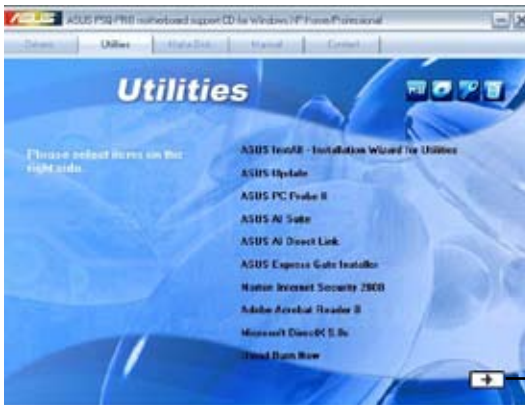 ASUS P5Q PRO motherboard support CD for Windows XP Home/Professional
Drivers Utilities Make Disk Manual Contact
Utilities
Please select items on the
right side.
ASUS InstAll - Installation Wizard for Utilities
ASUS Update
ASUS PC Probe II
ASUS AI Suite
ASUS AI Direct Link
ASUS Express Gate Installer
Norton Internet Security 2008
Adobe Acrobat Reader 8
Microsoft DirectX 9.0c